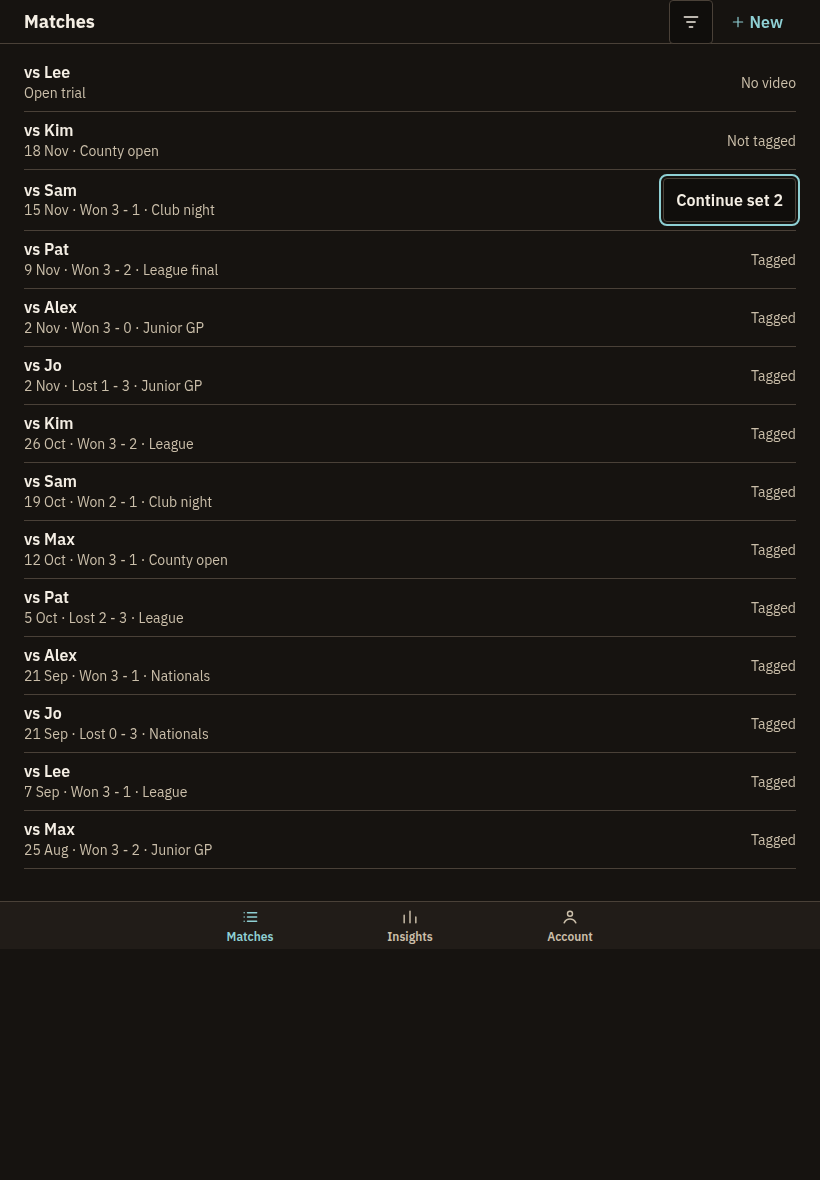 Matches
+ New
vs Lee
Open trial
No video
vs Kim
18 Nov · County open
Not tagged
vs Sam
15 Nov · Won 3 - 1 · Club night
Continue set 2
vs Pat
9 Nov · Won 3 - 2 · League final
Tagged
vs Alex
2 Nov · Won 3 - 0 · Junior GP
Tagged
vs Jo
2 Nov · Lost 1 - 3 · Junior GP
Tagged
vs Kim
26 Oct · Won 3 - 2 · League
Tagged
vs Sam
19 Oct · Won 2 - 1 · Club night
Tagged
vs Max
12 Oct · Won 3 - 1 · County open
Tagged
vs Pat
5 Oct · Lost 2 - 3 · League
Tagged
vs Alex
21 Sep · Won 3 - 1 · Nationals
Tagged
vs Jo
21 Sep · Lost 0 - 3 · Nationals
Tagged
vs Lee
7 Sep · Won 3 - 1 · League
Tagged
vs Max
25 Aug · Won 3 - 2 · Junior GP
Tagged
Matches
Insights
Account